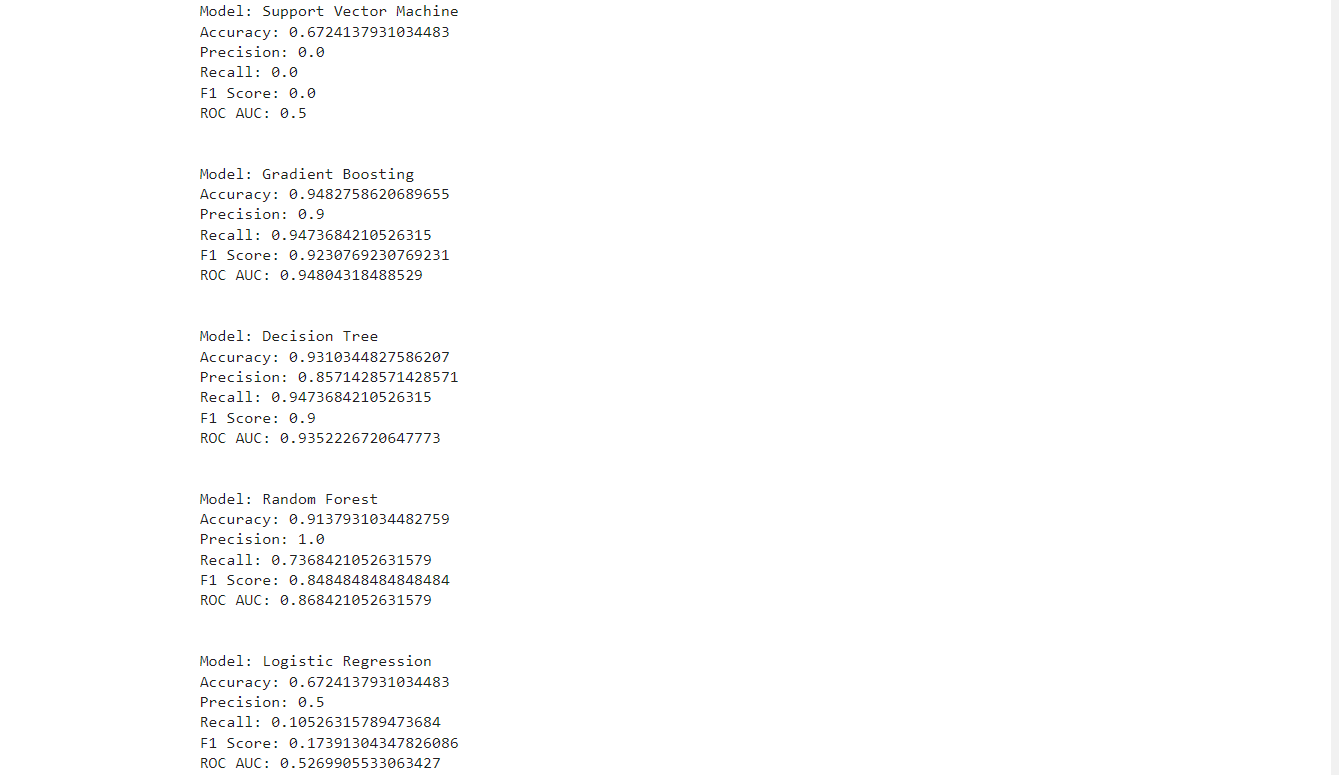 Model: Support Vector Machine
Accuracy: 0.6724137931034483
Precision: 0.0
Recall: 0.0
F1 Score: 0.0
ROC AUC: 0.5
Model: Gradient Boosting
Accuracy: 0.9482758620689655
Precision: 0.9
Recall: 0.9473684210526315
F1 Score: 0.9230769230769231
ROC AUC: 0.94804318488529
Model: Decision Tree
Accuracy: 0.9310344827586207
Precision: 0.8571428571428571
Recall: 0.9473684210526315
F1 Score: 0.9
ROC AUC: 0.9352226720647773
Model: Random Forest
Accuracy: 0.9137931034482759
Precision: 1.0
Recall: 0.7368421052631579
F1 Score: 0.8484848484848484
ROC AUC: 0.868421052631579
Model: Logistic Regression
Accuracy: 0.6724137931034483
Precision: 0.5
Recall: 0.10526315789473684
F1 Score: 0.17391304347826086
ROC AUC: 0.5269905533063427